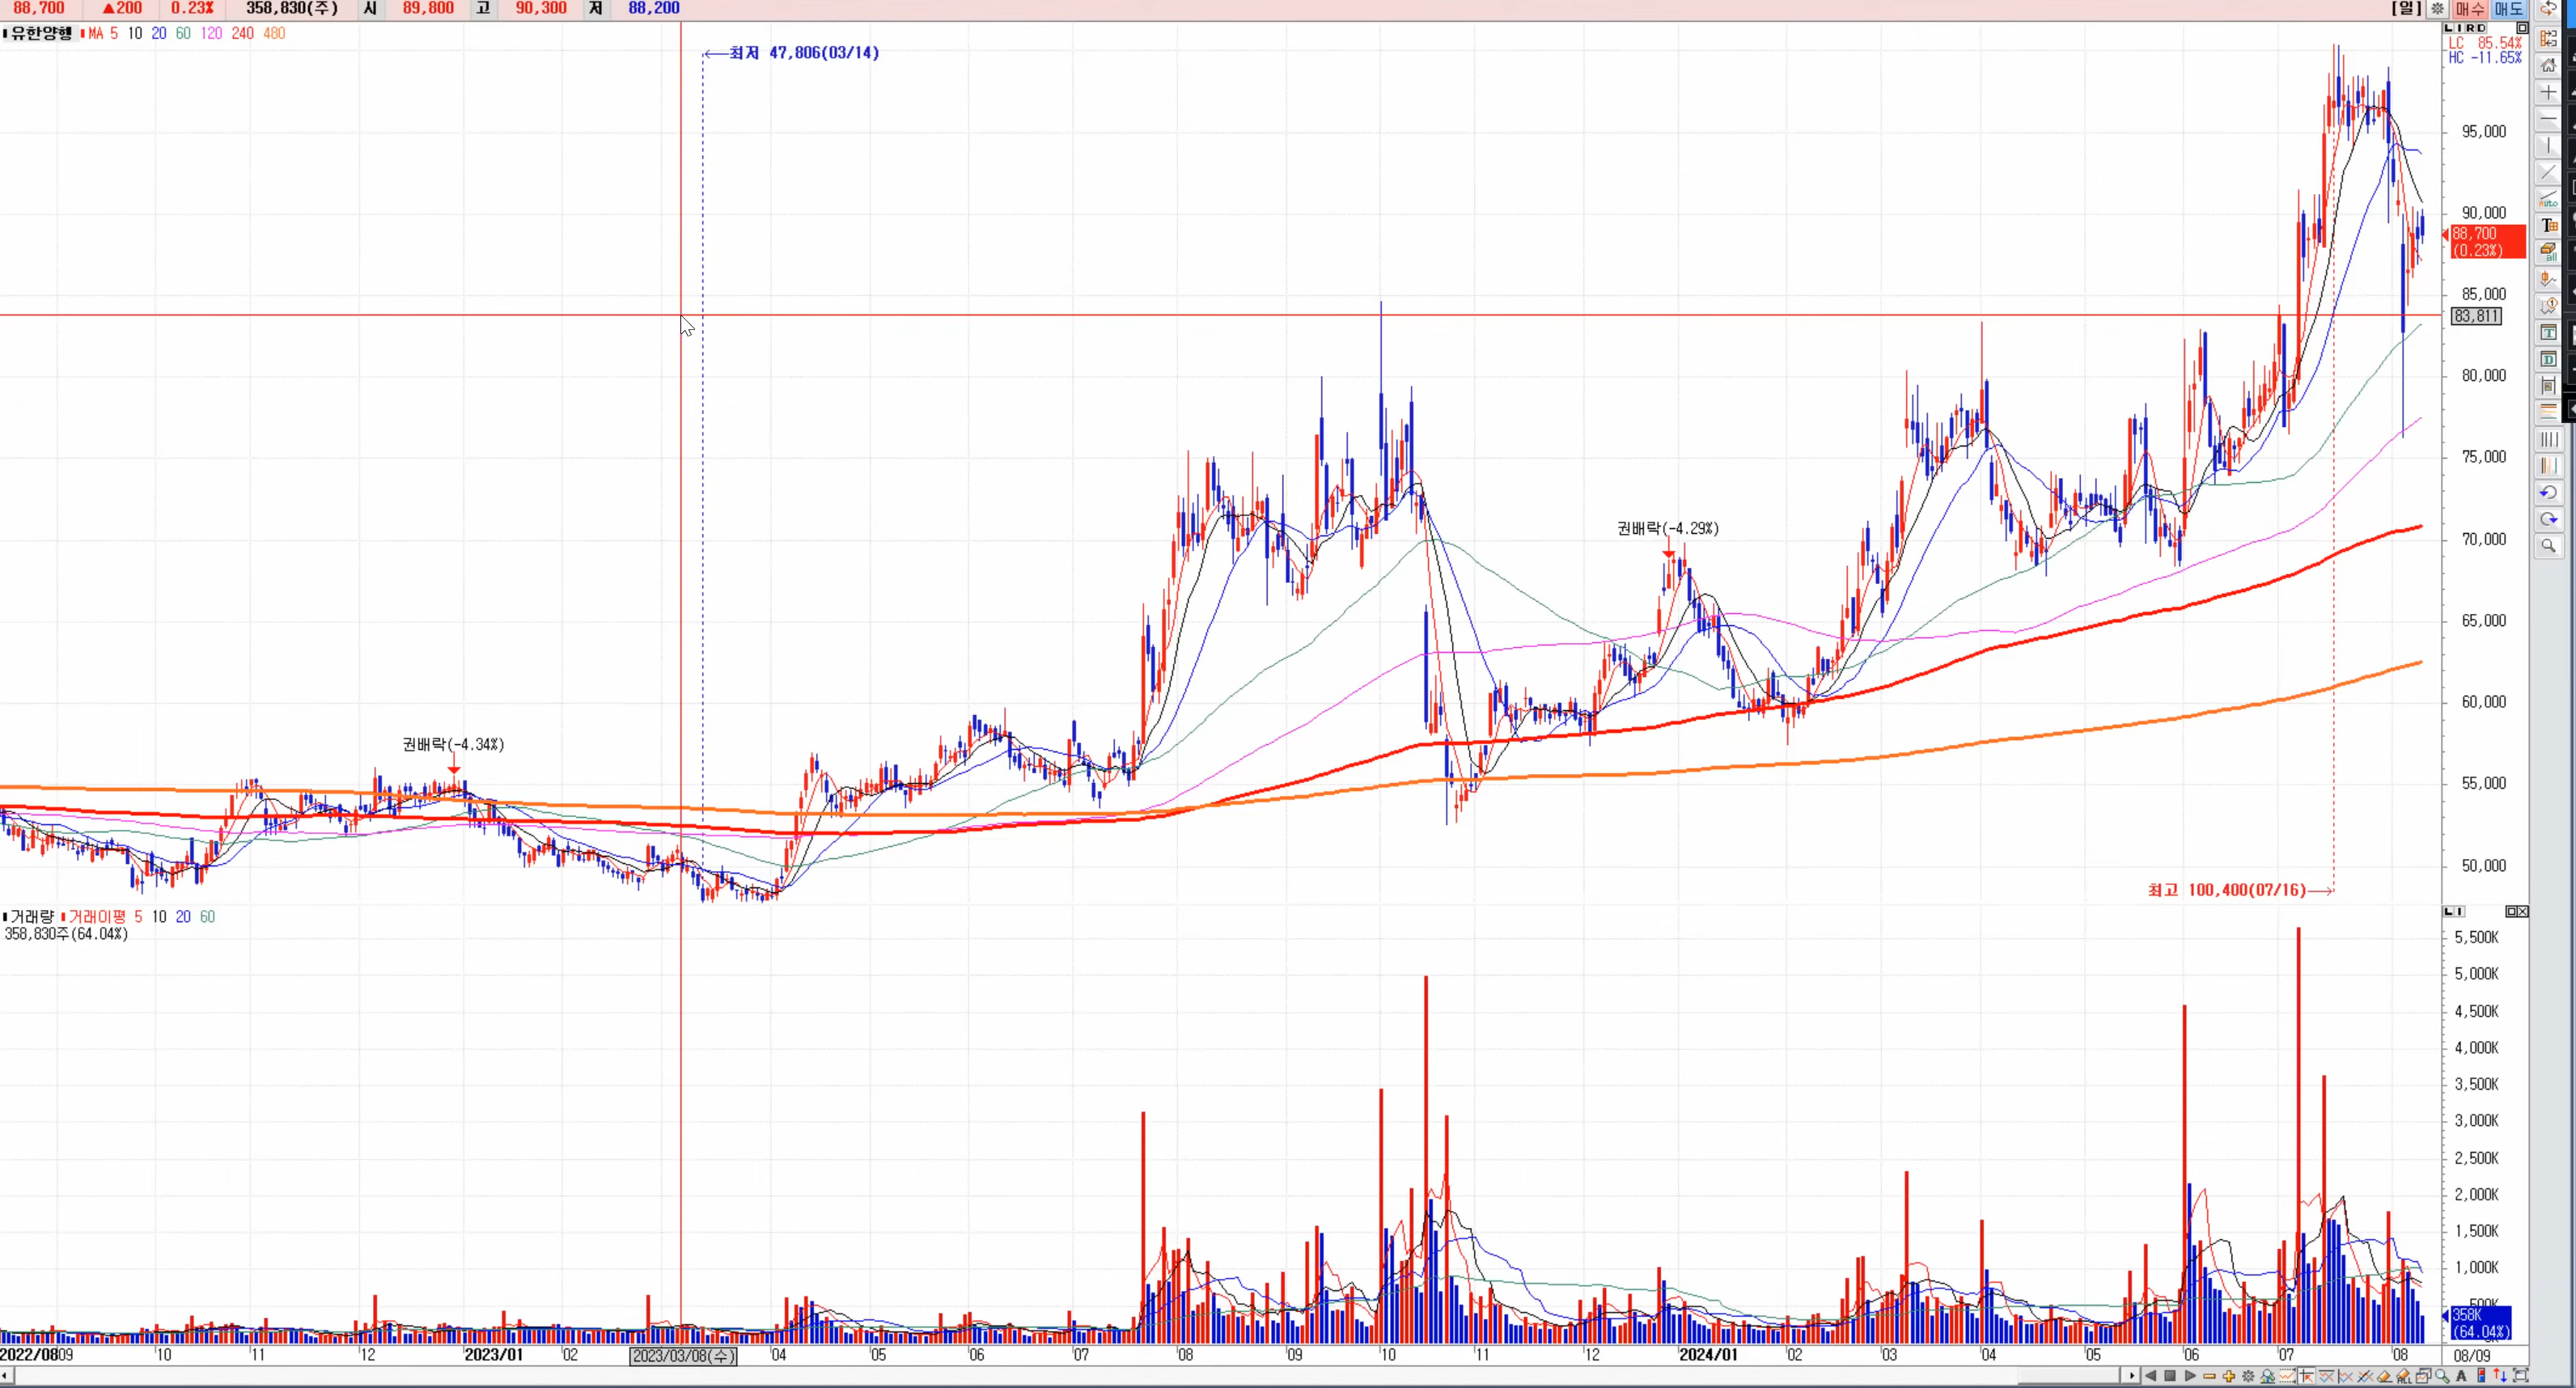 88,700 ▲200 0.23% 358,830(주) 시 89,800 고 90,300 저 88,200 [일] 매수 매도
유한양행 MA 5 10 20 60 120 240 480
L I R D
LC 85.54%
HC -11.65%
←최저 47,806(03/14)
95,000
90,000
88,700
(0.23%)
85,000
83,811
80,000
75,000
권배락(-4.29%)
70,000
65,000
60,000
권배락(-4.34%)
55,000
50,000
최고 100,400(07/16)→
거래량 거래이평 5 10 20 60
358,830주(64.04%)
L I
5,500K
5,000K
4,500K
4,000K
3,500K
3,000K
2,500K
2,000K
1,500K
1,000K
500K
358K
(64.04%)
2022/08 09 10 11 12 2023/01 02 2023/03/08(수) 04 05 06 07 08 09 10 11 12 2024/01 02 03 04 05 06 07 08 08/09